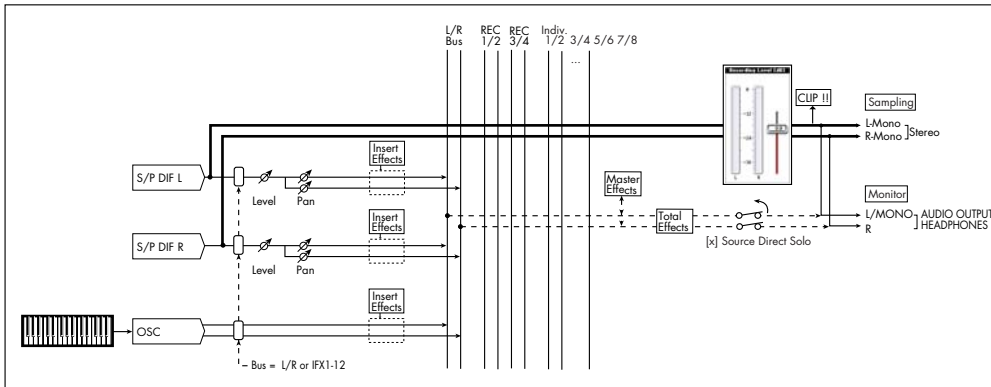 L/R Bus
REC 1/2
REC 3/4
Indiv. 1/2 3/4 5/6 7/8
...
Recording Level [dB]
CLIP !!
Sampling
L-Mono
R-Mono
Stereo
S/P DIF L
Level
Pan
Insert Effects
Master Effects
Total Effects
[x] Source Direct Solo
Monitor
L/MONO
R
AUDIO OUTPUT
HEADPHONES
S/P DIF R
Level
Pan
Insert Effects
OSC
Insert Effects
Bus = L/R or IFX1-12